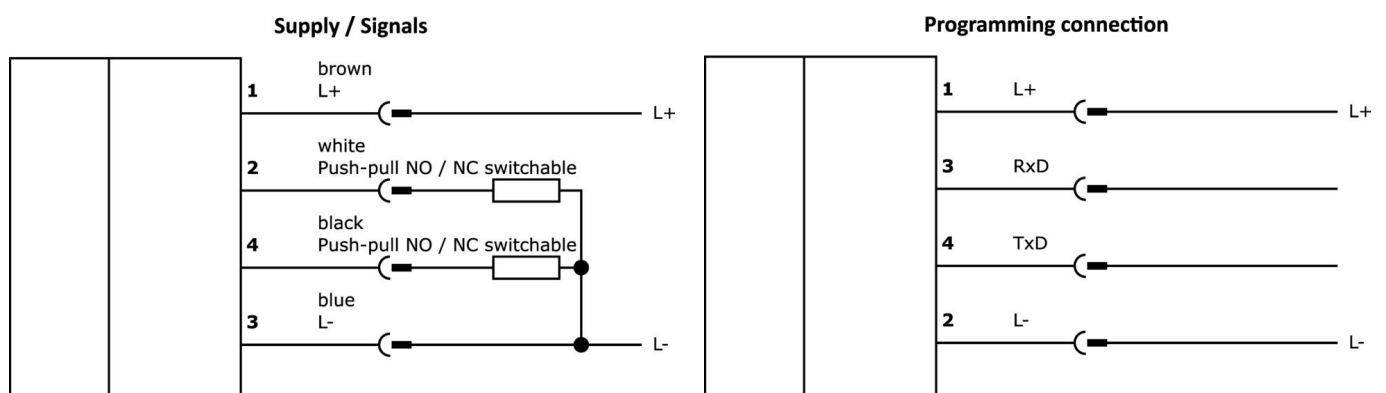 Supply / Signals
brown
1 L+
L+
white
2 Push-pull NO / NC switchable
black
4 Push-pull NO / NC switchable
blue
3 L-
L-
Programming connection
1 L+
L+
3 RxD
4 TxD
2 L-
L-